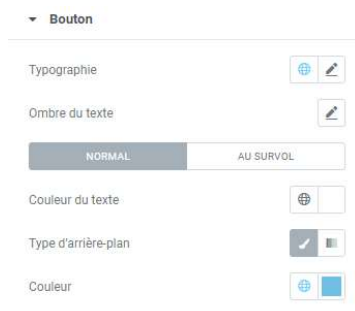 Bouton
Typographie
Ombre du texte
NORMAL
AU SURVOL
Couleur du texte
Type d'arrière-plan
Couleur